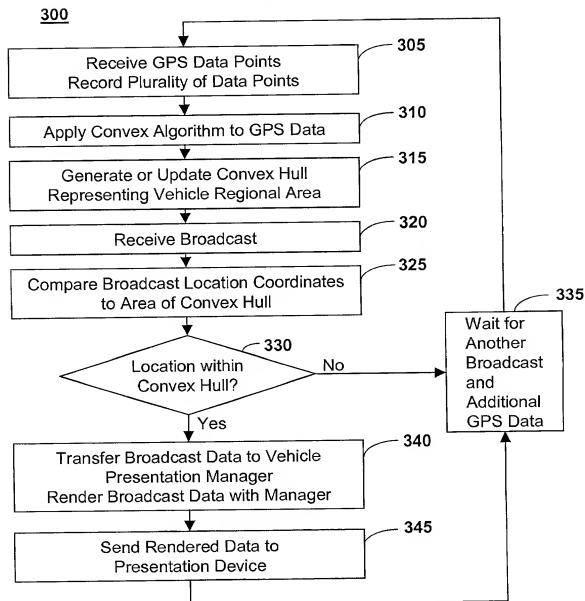 300
Receive GPS Data Points
Record Plurality of Data Points
305
Apply Convex Algorithm to GPS Data
310
Generate or Update Convex Hull
Representing Vehicle Regional Area
315
Receive Broadcast
320
Compare Broadcast Location Coordinates
to Area of Convex Hull
325
Location within
Convex Hull?
330
No
Yes
Wait for
Another
Broadcast
and
Additional
GPS Data
335
Transfer Broadcast Data to Vehicle
Presentation Manager
Render Broadcast Data with Manager
340
Send Rendered Data to
Presentation Device
345